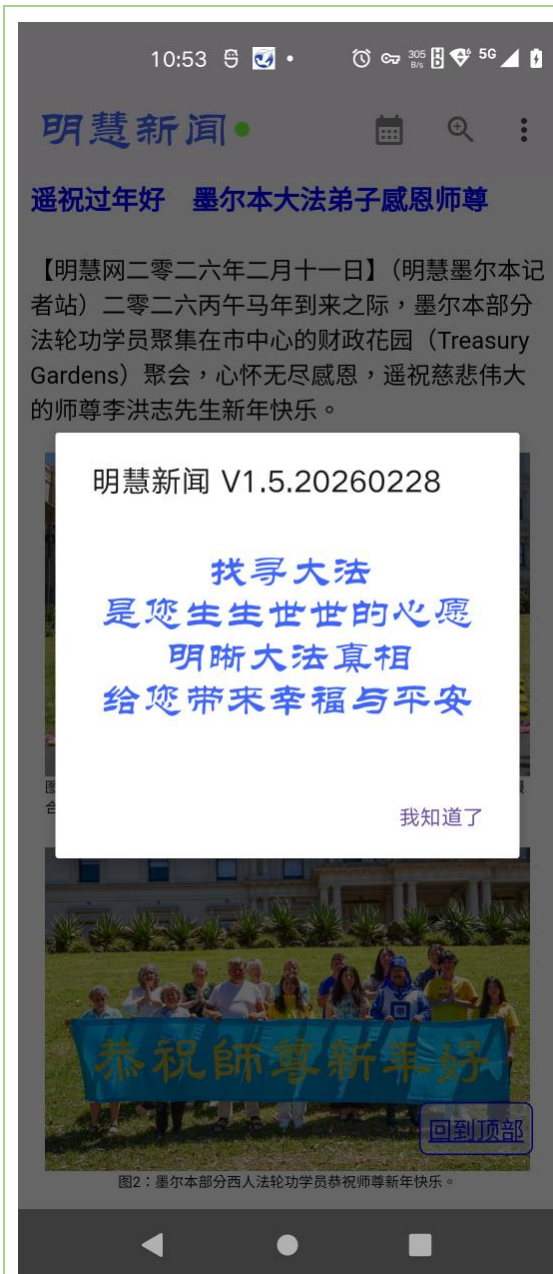 10:53
305
B/s
6
5G
明慧新闻
遥祝过年好 墨尔本大法弟子感恩师尊
【明慧网二零二六年二月十一日】（明慧墨尔本记
者站）二零二六丙午马年到来之际，墨尔本部分
法轮功学员聚集在市中心的财政花园（Treasury
Gardens）聚会，心怀无尽感恩，遥祝慈悲伟大
的师尊李洪志先生新年快乐。
明慧新闻 V1.5.20260228
找寻大法
是您生生世世的心愿
明晰大法真相
给您带来幸福与平安
我知道了
恭祝師尊新年好
回到顶部
图2：墨尔本部分西人法轮功学员恭祝师尊新年快乐。